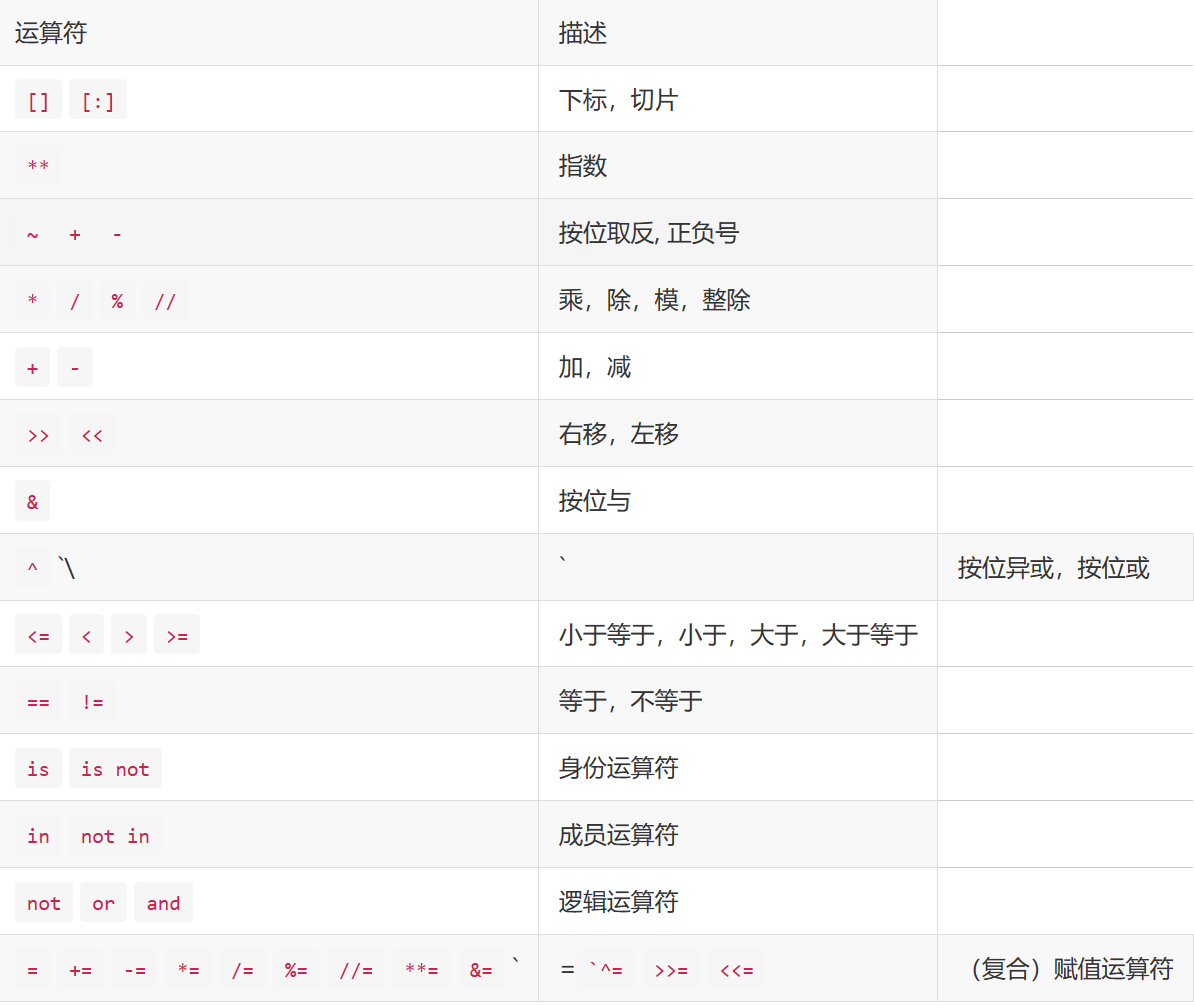 运算符 描述
[] [:] 下标，切片
** 指数
~ + - 按位取反, 正负号
* / % // 乘，除，模，整除
+ - 加，减
>> << 右移，左移
& 按位与
^ `\ ` 按位异或，按位或
<= < > >= 小于等于，小于，大于，大于等于
== != 等于，不等于
is is not 身份运算符
in not in 成员运算符
not or and 逻辑运算符
= += -= *= /= %= //= **= &= ` = `^= >>= <<= （复合）赋值运算符